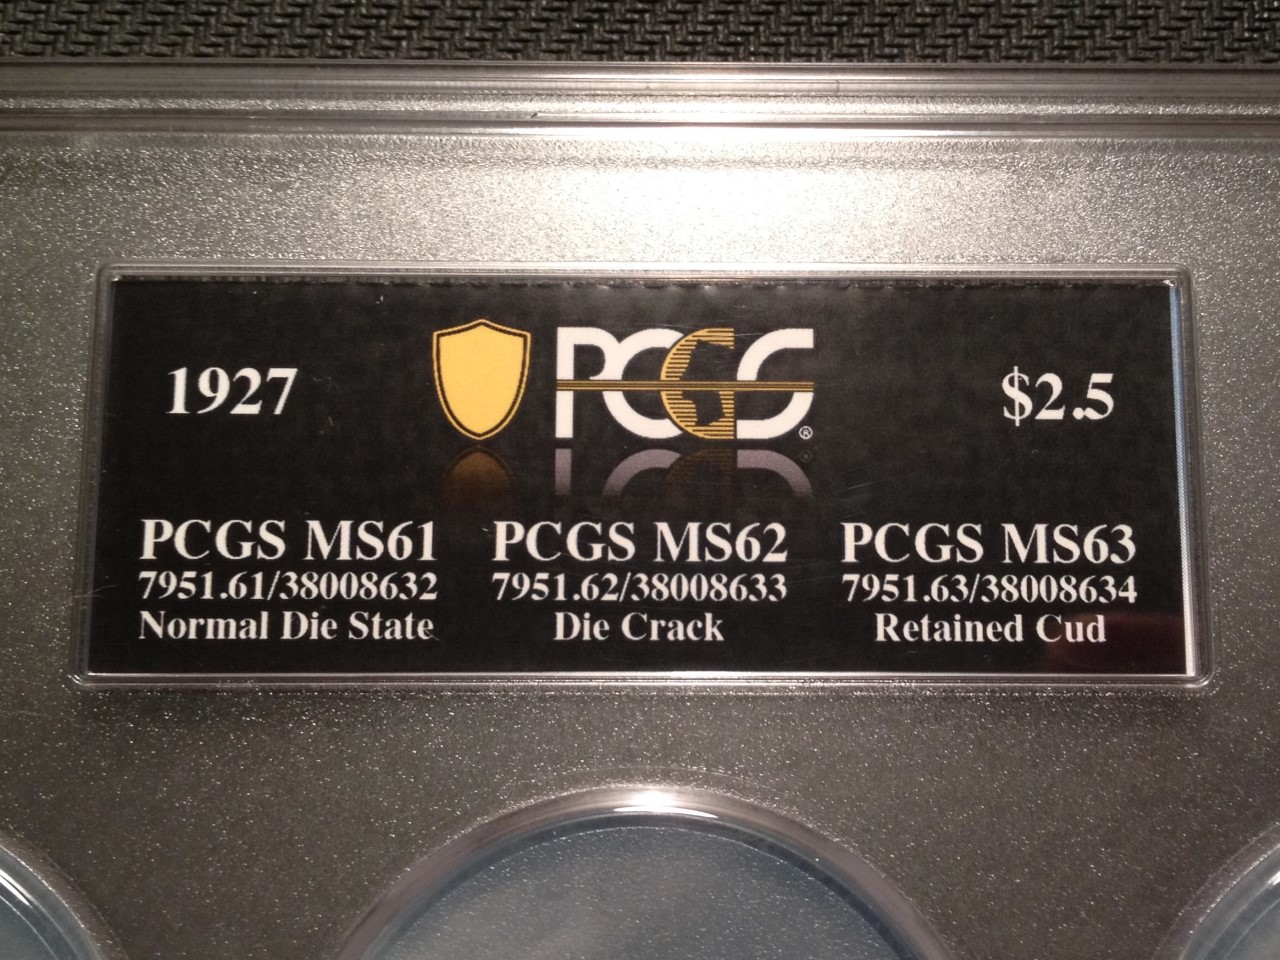 1927 PCGS® $2.5
PCGS MS61 PCGS MS62 PCGS MS63
7951.61/38008632 7951.62/38008633 7951.63/38008634
Normal Die State Die Crack Retained Cud